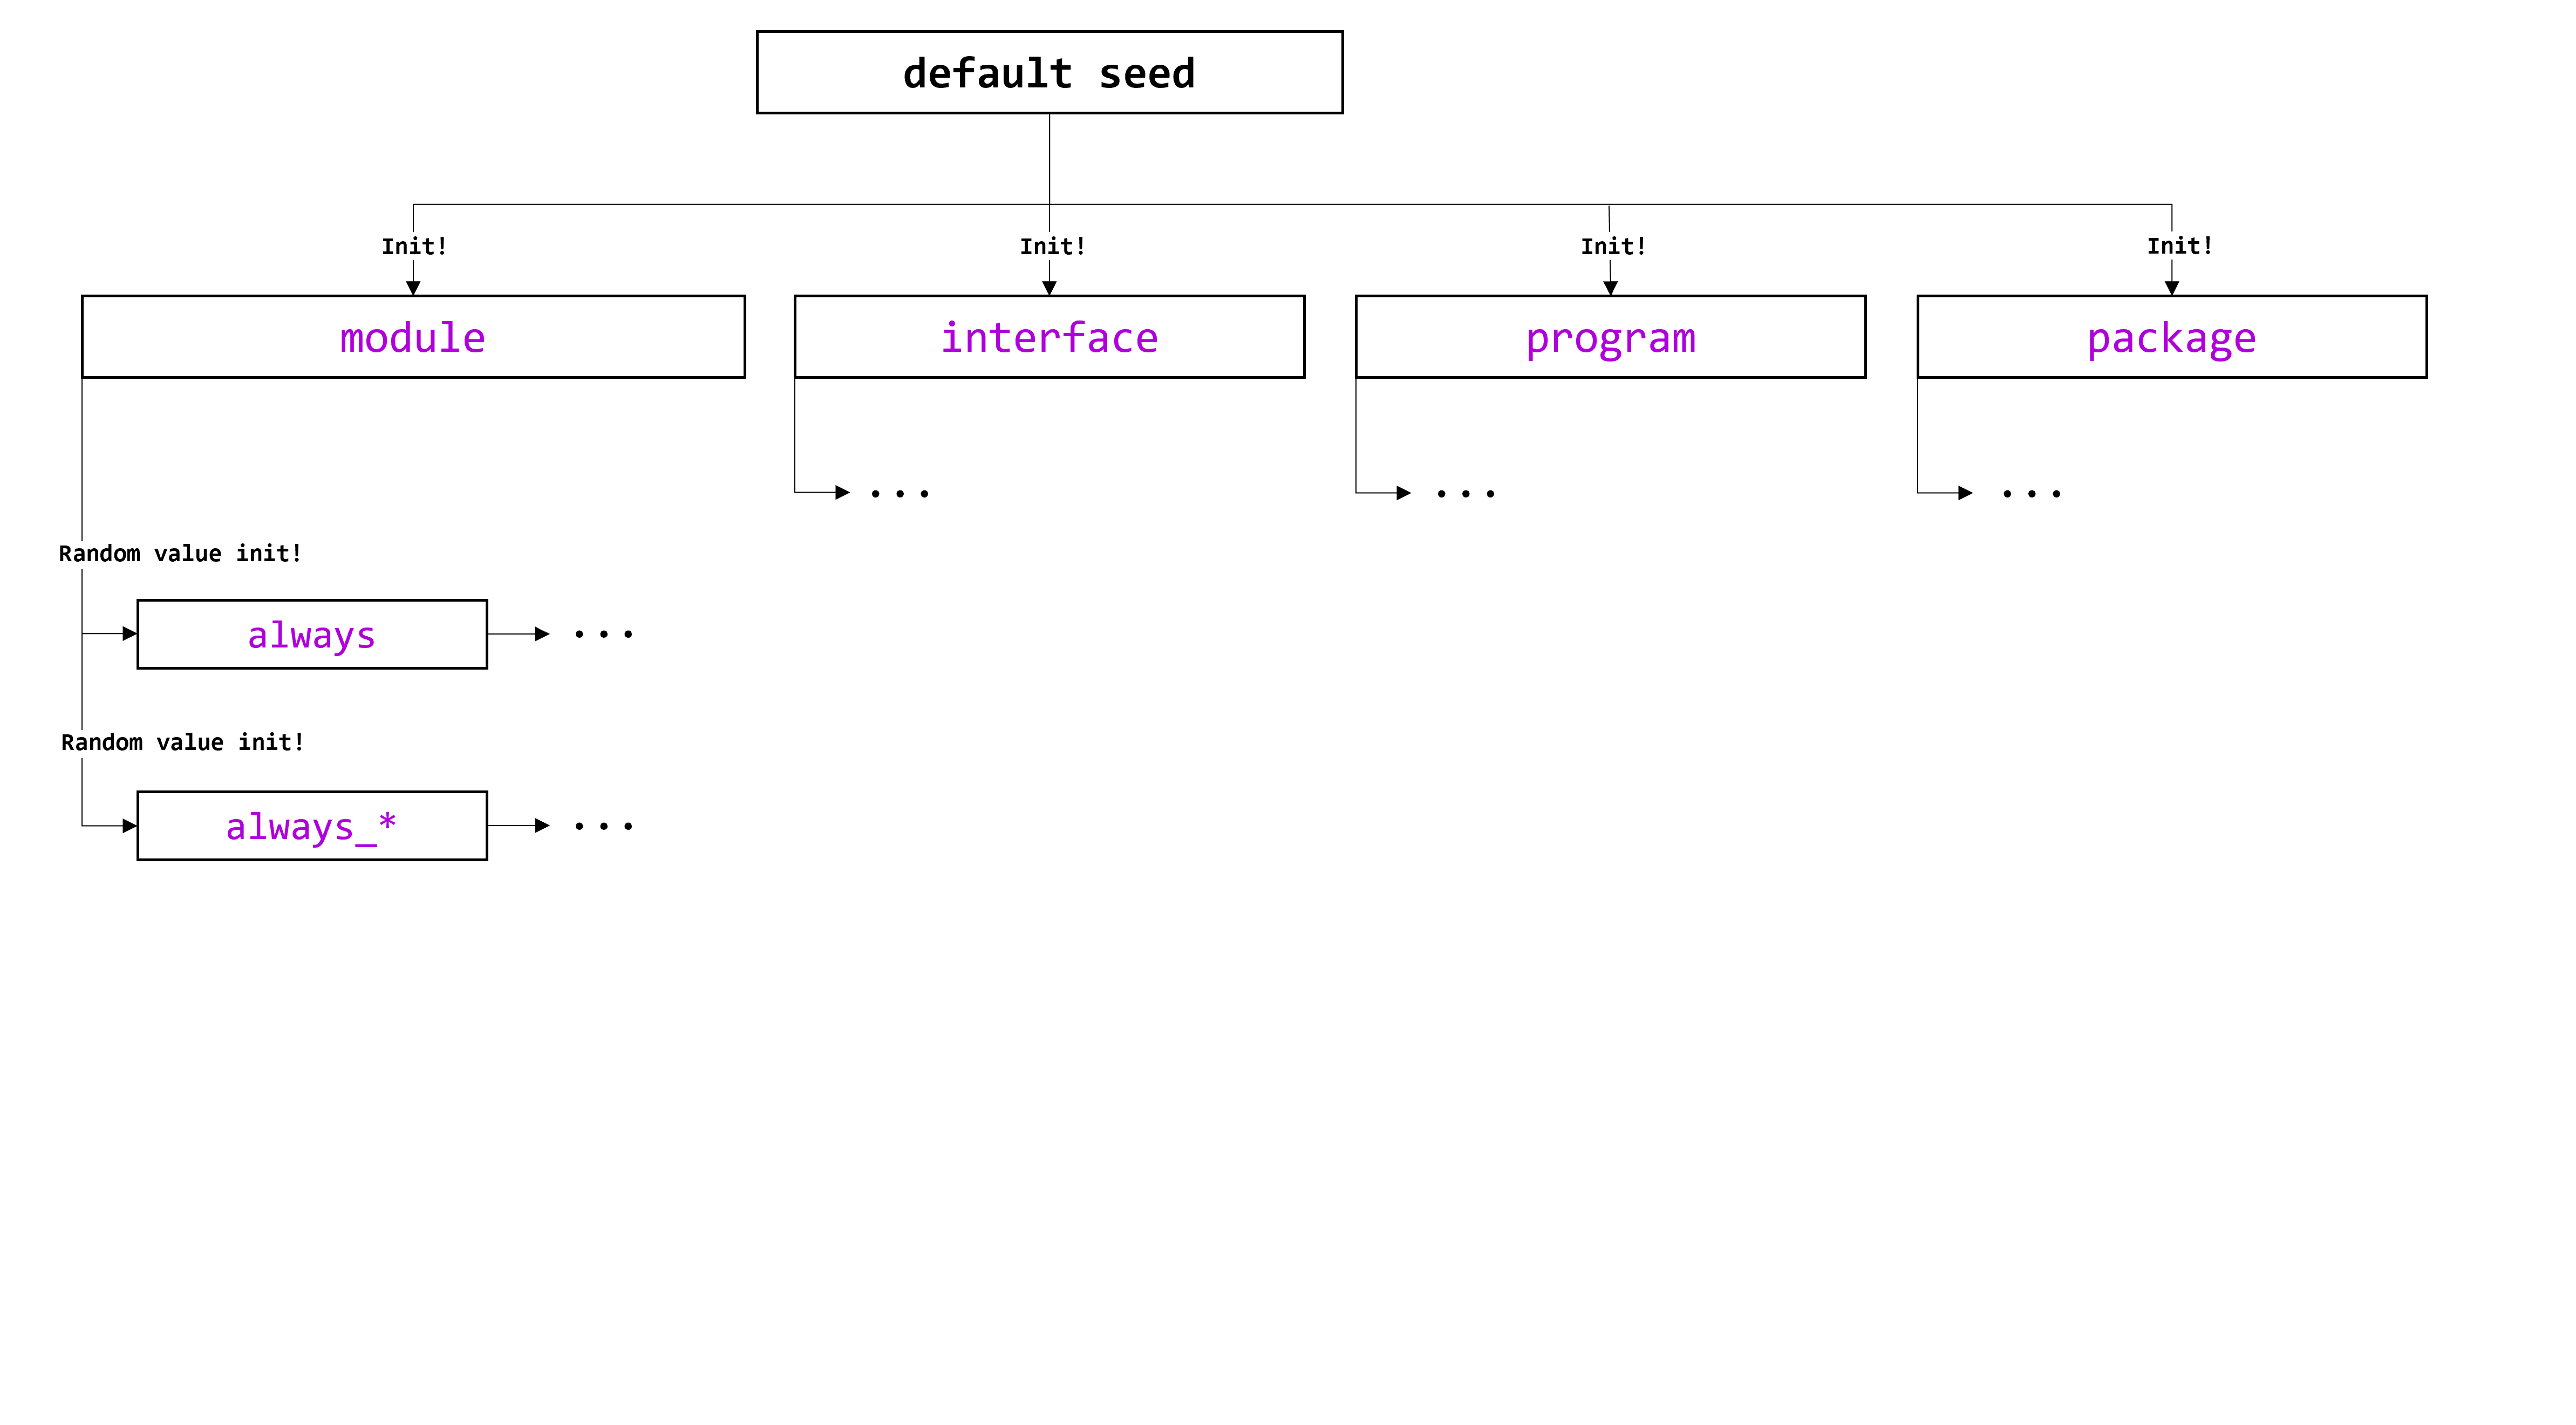 default seed
Init! Init! Init! Init!
module interface program package
... ... ...
Random value init!
always ...
Random value init!
always_* ...